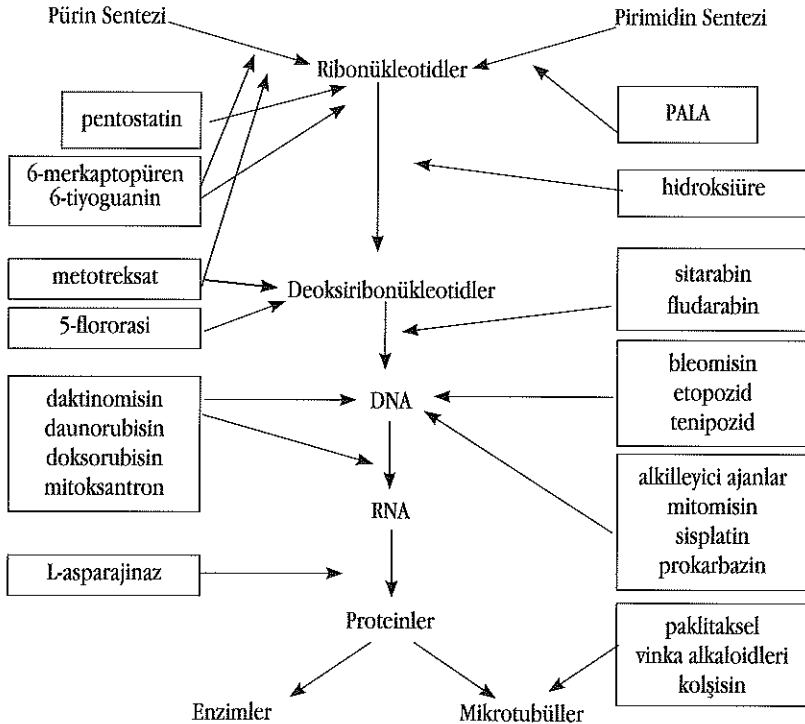 Pürin Sentezi
Pirimidin Sentezi
Ribonükleotidler
pentostatin
PALA
6-merkaptopüren
6-tiyoguanin
hidroksiüre
metotreksat
Deoksiribonükleotidler
sitarabin
fludarabin
5-flororasi
bleomisin
etopozid
tenipozid
daktinomisin
daunorubisin
doksorubisin
mitoksantron
DNA
alkilleyici ajanlar
mitomisin
sisplatin
prokarbazin
RNA
L-asparajinaz
Proteinler
paklitaksel
vinka alkaloidleri
kolşisin
Enzimler
Mikrotubüller